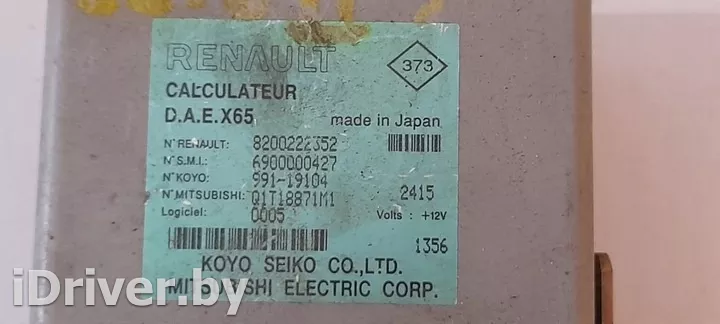 RENAULT
373
CALCULATEUR
D.A.E.X65
made in Japan
N°RENAULT: 8200222352
N°S.M.I.: 6900000427
N°KOYO: 991-19104
N°MITSUBISHI: Q1T18871M1 2415
Logiciel: 0005 Volts : +12V
1356
KOYO SEIKO CO.,LTD.
MITSUBISHI ELECTRIC CORP.
iDriver.by